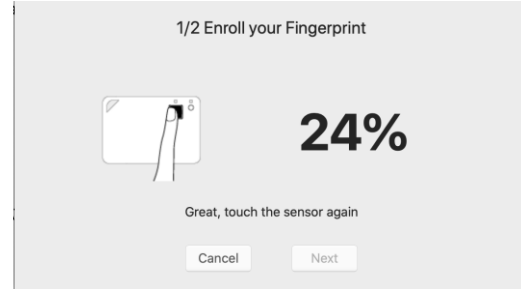 1/2 Enroll your Fingerprint
24%
Great, touch the sensor again
Cancel
Next